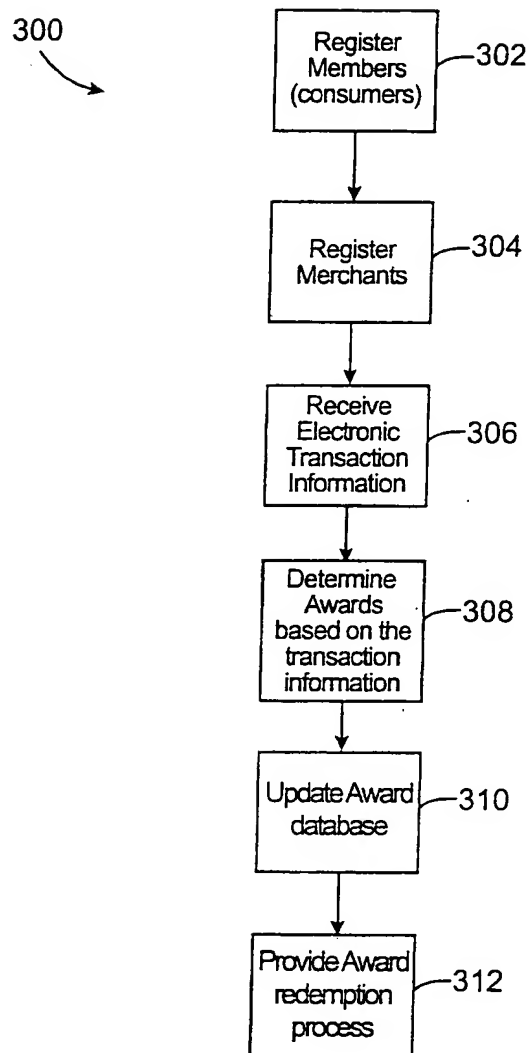 300
Register
Members
(consumers)
302
Register
Merchants
304
Receive
Electronic
Transaction
Information
306
Determine
Awards
based on the
transaction
information
308
Update Award
database
310
Provide Award
redemption
process
312